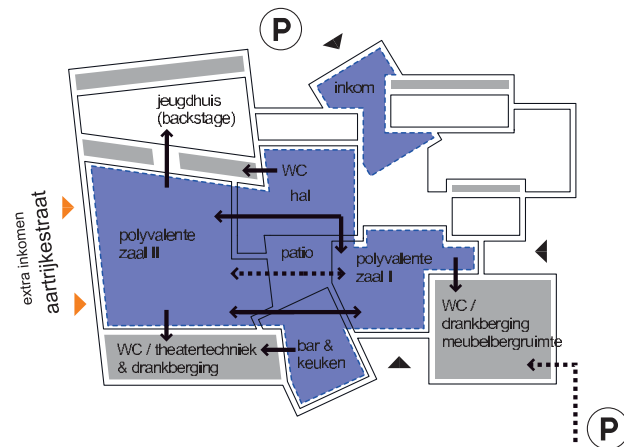 P
inkom
jeugdhuis
(backstage)
WC
hal
extra inkomen
aartrijkestraat
polyvalente
zaal II
patio
polyvalente
zaal I
WC /
drankberging
meubelbergruimte
WC / theatertechniek
& drankberging
bar &
keuken
P